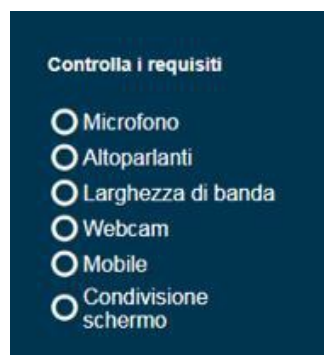 Controlla i requisiti
Microfono
Altoparlanti
Larghezza di banda
Webcam
Mobile
Condivisione
schermo